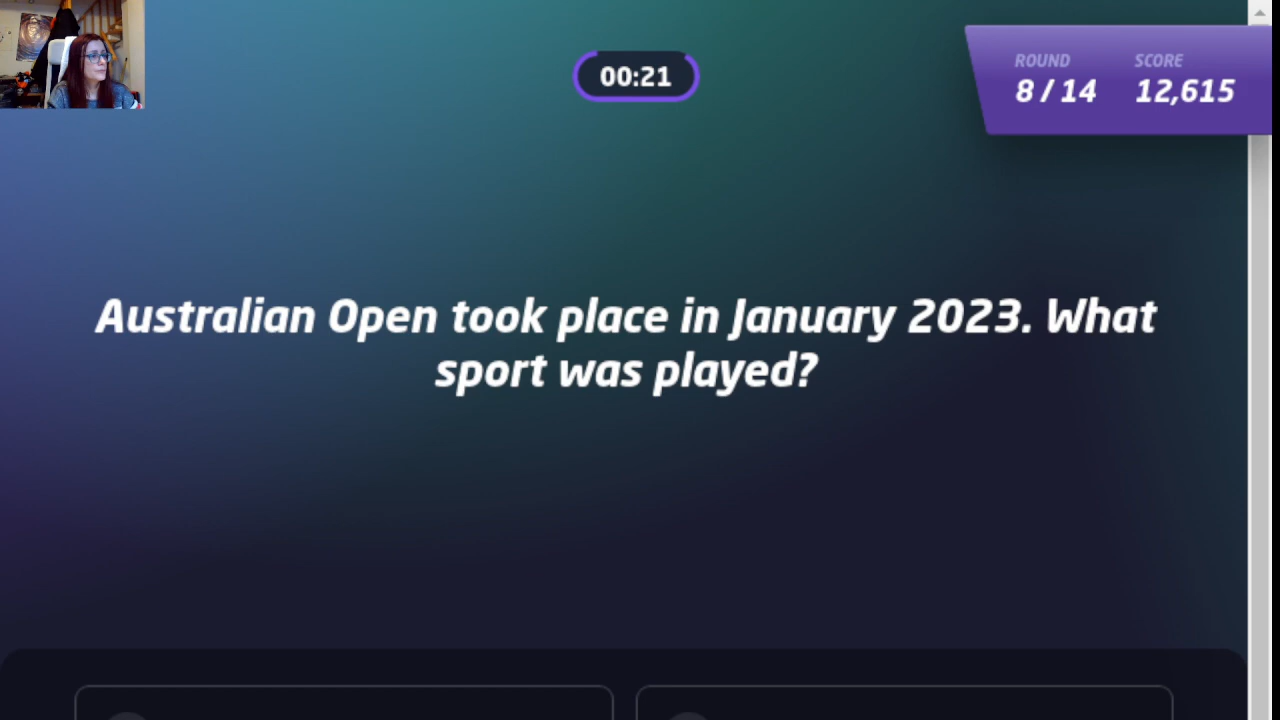 00:21
ROUND SCORE
8 / 14 12,615
Australian Open took place in January 2023. What
sport was played?